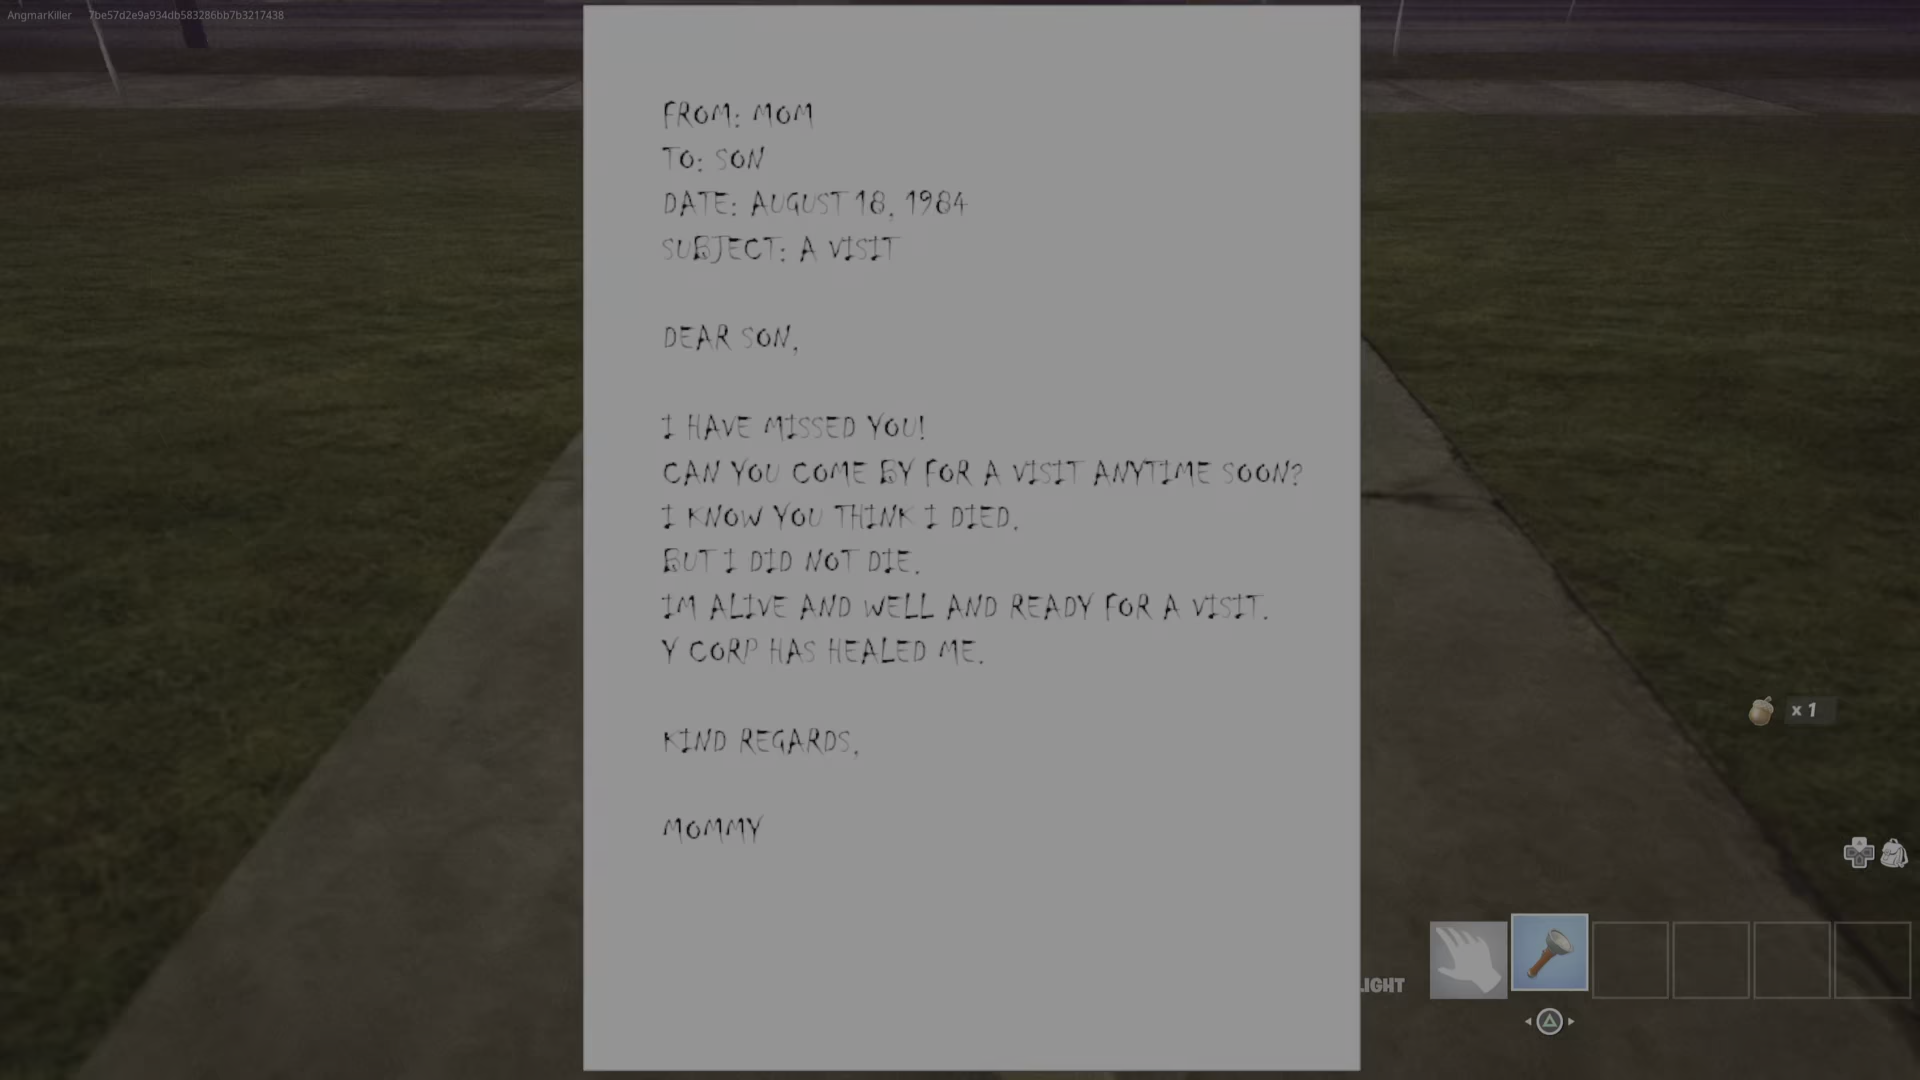 AngmarKiller 7be57d2e9a934db583286bb7b3217438
FROM: MOM
TO: SON
DATE: AUGUST 18, 1984
SUBJECT: A VISIT
DEAR SON,
I HAVE MISSED YOU!
CAN YOU COME BY FOR A VISIT ANYTIME SOON?
I KNOW YOU THINK I DIED.
BUT I DID NOT DIE.
IM ALIVE AND WELL AND READY FOR A VISIT.
Y CORP HAS HEALED ME.
KIND REGARDS,
MOMMY
x 1
LIGHT